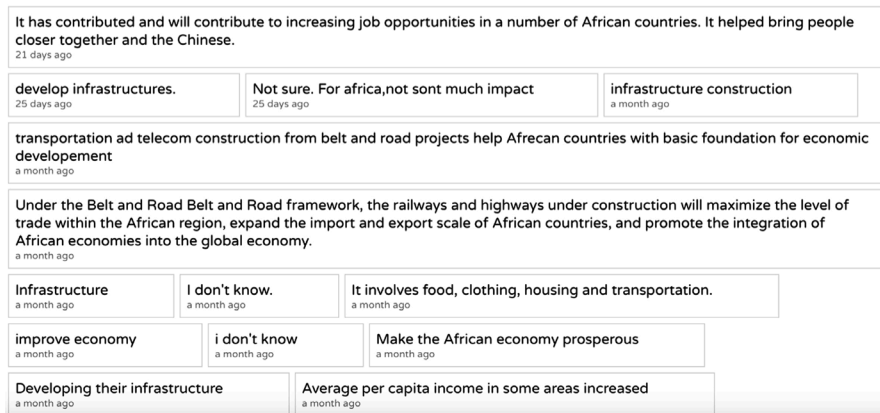 It has contributed and will contribute to increasing job opportunities in a number of African countries. It helped bring people
closer together and the Chinese.
21 days ago
develop infrastructures.
25 days ago
Not sure. For africa,not sont much impact
25 days ago
infrastructure construction
a month ago
transportation ad telecom construction from belt and road projects help Afrecan countries with basic foundation for economic
developement
a month ago
Under the Belt and Road Belt and Road framework, the railways and highways under construction will maximize the level of
trade within the African region, expand the import and export scale of African countries, and promote the integration of
African economies into the global economy.
a month ago
Infrastructure
a month ago
I don't know.
a month ago
It involves food, clothing, housing and transportation.
a month ago
improve economy
a month ago
i don't know
a month ago
Make the African economy prosperous
a month ago
Developing their infrastructure
a month ago
Average per capita income in some areas increased
a month ago